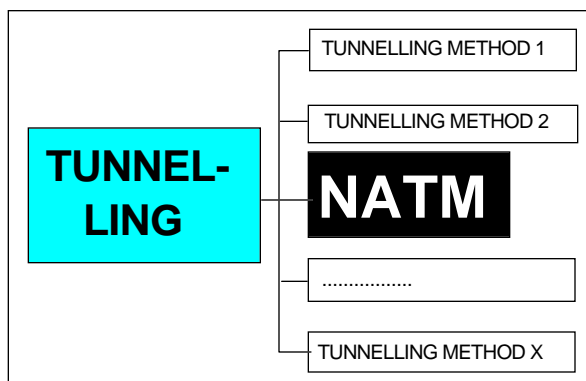 TUNNELLING METHOD 1
TUNNELLING METHOD 2
TUNNEL-
LING
NATM
.................
TUNNELLING METHOD X